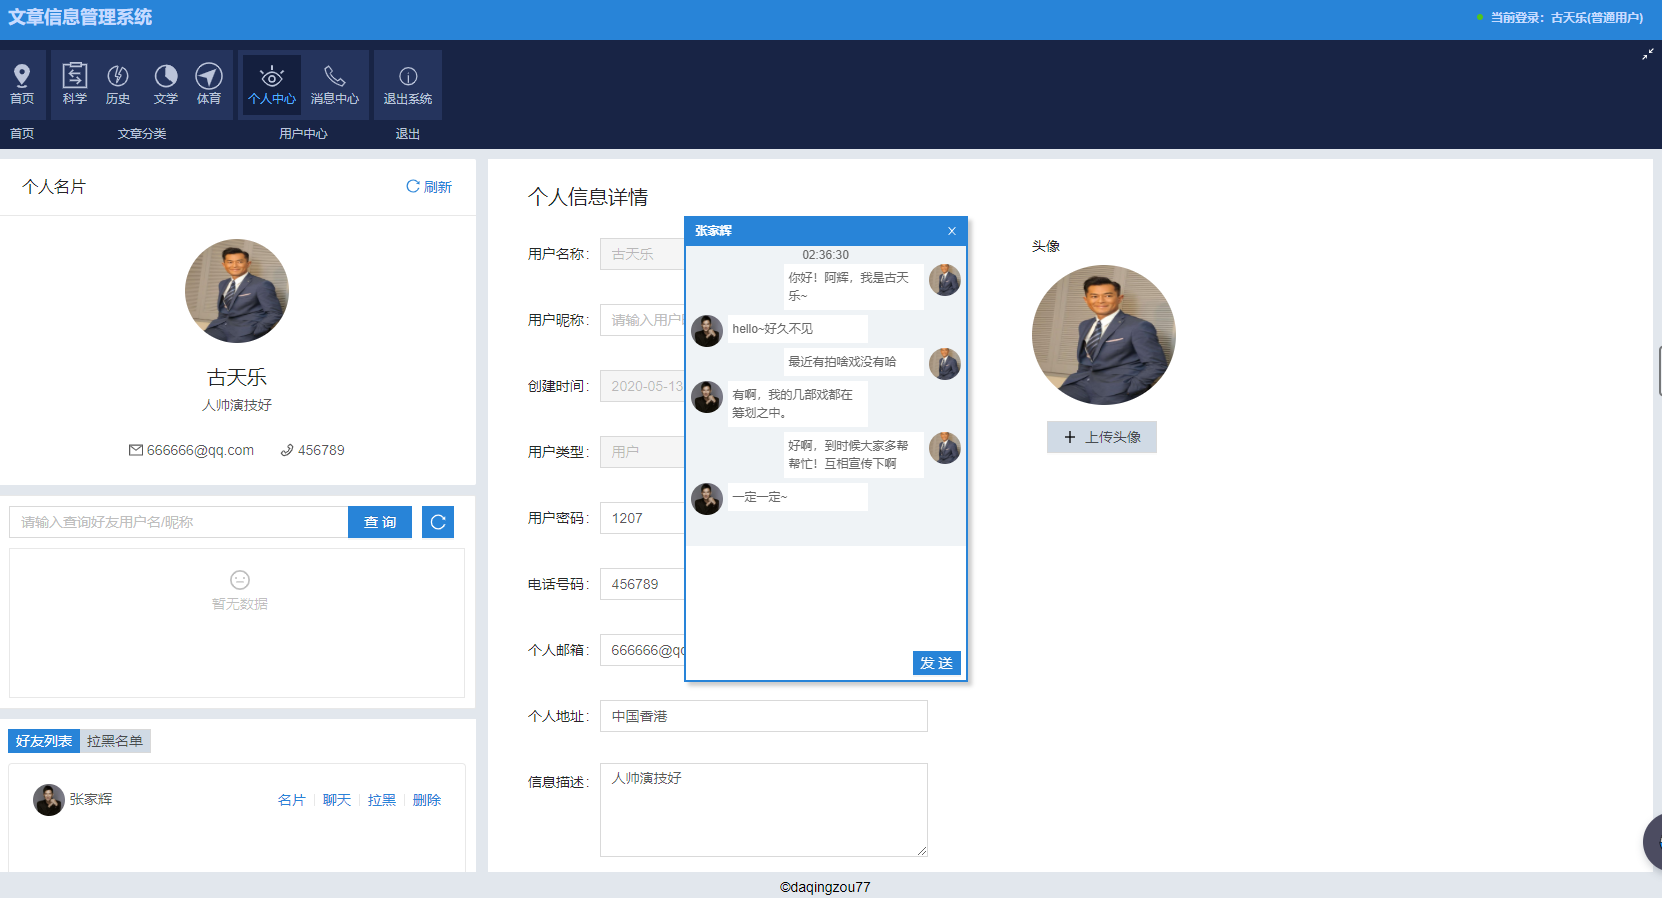 文章信息管理系统
当前登录：古天乐(普通用户)
首页
科学
历史
文学
体育
个人中心
消息中心
退出系统
首页
文章分类
用户中心
退出
个人名片
刷新
古天乐
人帅演技好
666666@qq.com
456789
请输入查询好友用户名/昵称
查 询
暂无数据
好友列表
拉黑名单
张家辉
名片
聊天
拉黑
删除
个人信息详情
用户名称：
古天乐
用户昵称：
请输入用户
创建时间：
2020-05-13
用户类型：
用户
用户密码：
1207
电话号码：
456789
个人邮箱：
666666@qc
个人地址：
中国香港
信息描述：
人帅演技好
张家辉
X
02:36:30
你好！阿辉，我是古天
乐~
hello~好久不见
最近有拍啥戏没有哈
有啊，我的几部戏都在
筹划之中。
好啊，到时候大家多帮
帮忙！互相宣传下啊
一定一定~
发 送
头像
+ 上传头像
©daqingzou77